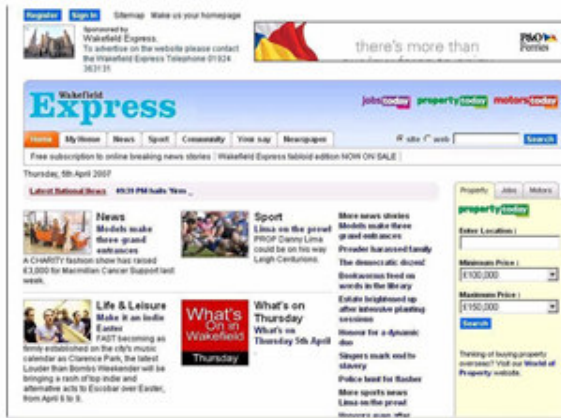 Register Sign In Sitemap Make us your homepage
Sponsored by
Wakefield Express.
To advertise on the website please contact
the Wakefield Express Telephone 01924
363131
there's more than
P&O
Ferries
Wakefield
Express
jobstoday propertytoday motorstoday
Home My Home News Sport Community Your say Newspaper
site web Search
Free subscription to online breaking news stories Wakefield Express tabloid edition NOW ON SALE
Thursday, 5th April 2007
Latest National News PM hails
News
Models make
three grand
entrances
A CHARITY fashion show has raised
£3,000 for Macmillan Cancer Support last
week.
Sport
Lima on the prowl
PROP Danny Lima
could be on his way
Leigh Centurions.
Life & Leisure
Make it an indie
Easter
FAST becoming as
firmly established on the city's music
calendar as Clarence Park, the latest
Louder than Bombs Weekender will be
bringing a rash of top indie and
alternative acts to Escobar over Easter,
from April 6 to 9.
What's
On in
Wakefield
Thursday
What's on
Thursday
What's on
Thursday 5th April
More news stories
Models make three
grand entrances
Prowler harassed family
The democratic dozen!
Bookworms feed on
words in the library
Estate brightened up
after intensive planting
sessions
Honour for a dynamic
duo
Singers mark end to
slavery
Police hunt for flasher
More sports news
Lima on the prowl
Property Jobs Motors
propertytoday
Enter Location :
Minimum Price :
£100,000
Maximum Price :
£150,000
Search
Thinking of buying property
overseas? Visit our World of
Property website.